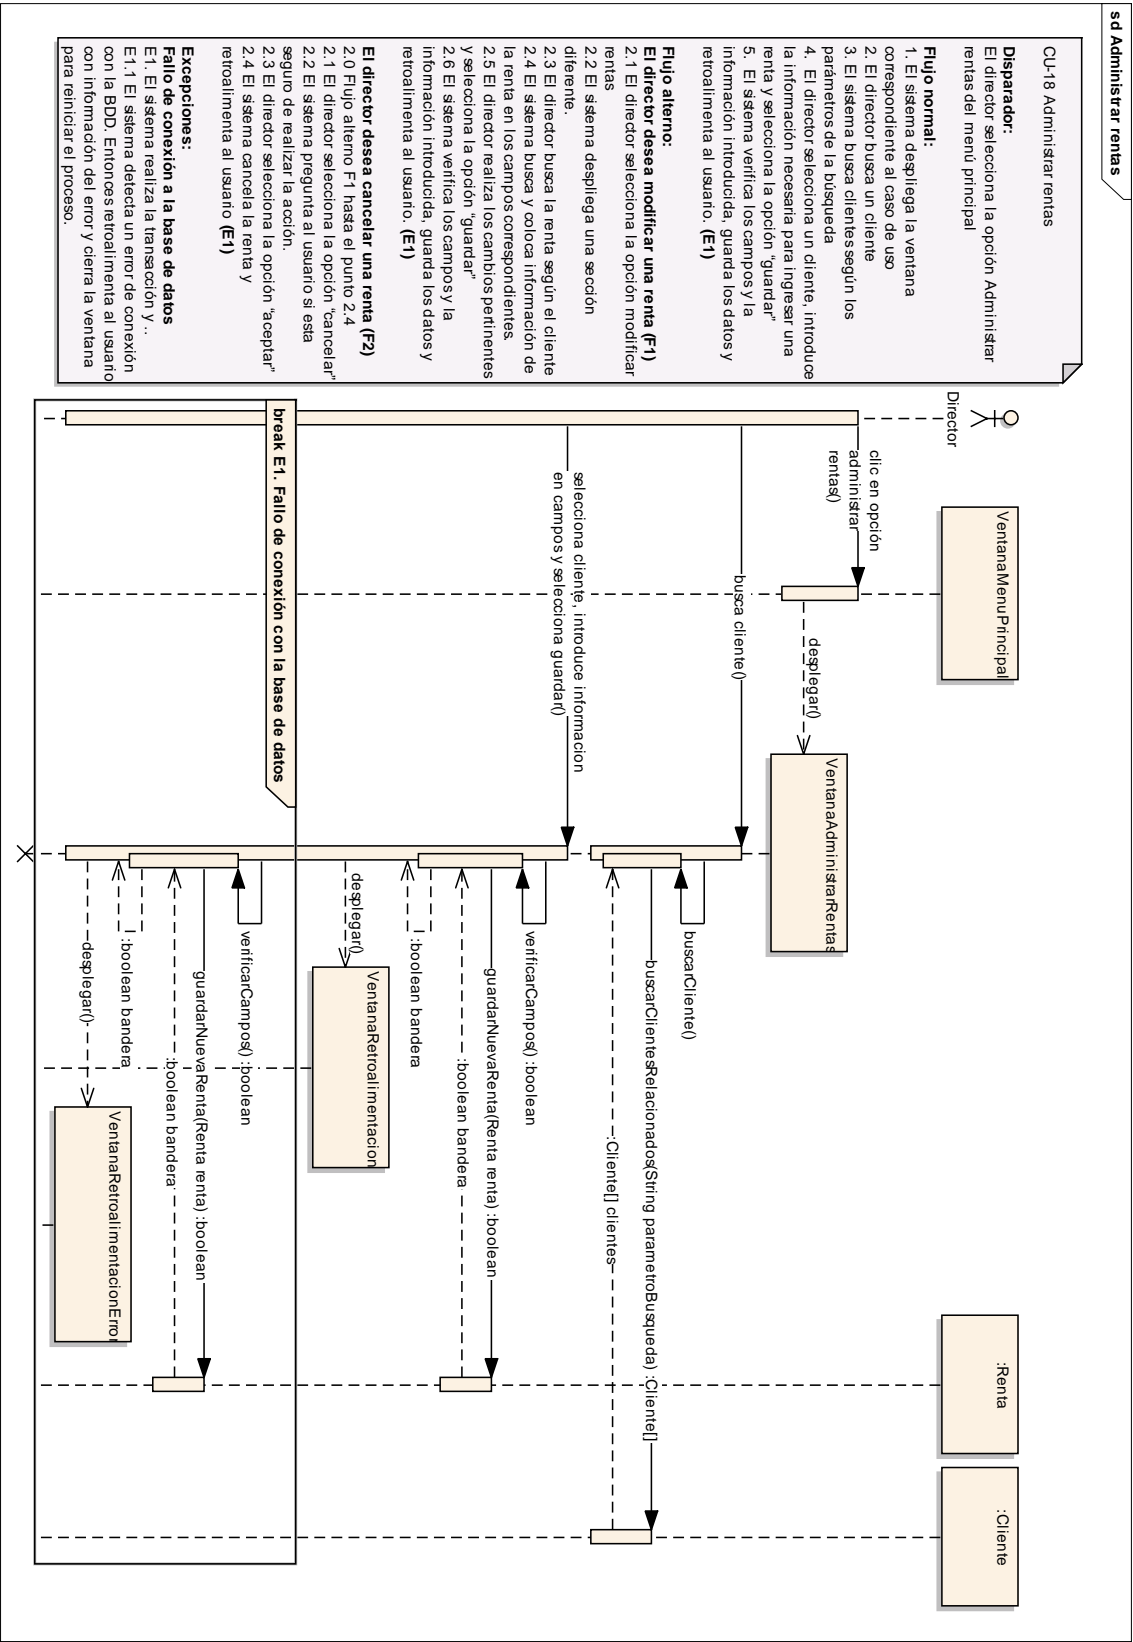 sd Administrar rentas
CU-18 Administrar rentas
Disparador:
El director selecciona la opción Administrar
rentas del menú principal
Flujo normal:
1. El sistema despliega la ventana
correspondiente al caso de uso
2. El director busca un cliente
3. El sistema busca clientes según los
parámetros de la búsqueda
4. El director selecciona un cliente, introduce
la información necesaria para ingresar una
renta y selecciona la opción “guardar”
5. El sistema verifica los campos y la
información introducida, guarda los datos y
retroalimenta al usuario. (E1)
Flujo alterno:
El director desea modificar una renta (F1)
2.1 El director selecciona la opción modificar
rentas
2.2 El sistema despliega una sección
diferente.
2.3 El director busca la renta según el cliente
2.4 El sistema busca y coloca información de
la renta en los campos correspondientes.
2.5 El director realiza los cambios pertinentes
y selecciona la opción “guardar”
2.6 El sistema verifica los campos y la
información introducida, guarda los datos y
retroalimenta al usuario. (E1)
El director desea cancelar una renta (F2)
2.0 Flujo alterno F1 hasta el punto 2.4
2.1 El director selecciona la opción “cancelar”
2.2 El sistema pregunta al usuario si esta
seguro de realizar la acción.
2.3 El director selecciona la opción “aceptar”
2.4 El sistema cancela la renta y
retroalimenta al usuario (E1)
Excepciones:
Fallo de conexión a la base de datos
E1. El sistema realiza la transacción y ..
E1.1 El sistema detecta un error de conexión
con la BDD. Entonces retroalimenta al usuario
con información del error y cierra la ventana
para reiniciar el proceso.
Director
VentanaMenuPrincipal
:Renta
:Cliente
clic en opción
administrar
rentas()
desplegar()
VentanaAdministrarRentas
busca cliente()
buscarCliente()
buscarClientesRelacionados(String parametroBusqueda) :Cliente[]
:Cliente[] clientes
selecciona cliente, introduce informacion
en campos y selecciona guardar()
verificarCampos() :boolean
guardarNuevaRenta(Renta renta) :boolean
:boolean bandera
:boolean bandera
desplegar()
VentanaRetroalimentacion
break E1. Fallo de conexión con la base de datos
verificarCampos() :boolean
guardarNuevaRenta(Renta renta) :boolean
:boolean bandera
:boolean bandera
desplegar()
VentanaRetroalimentacionError